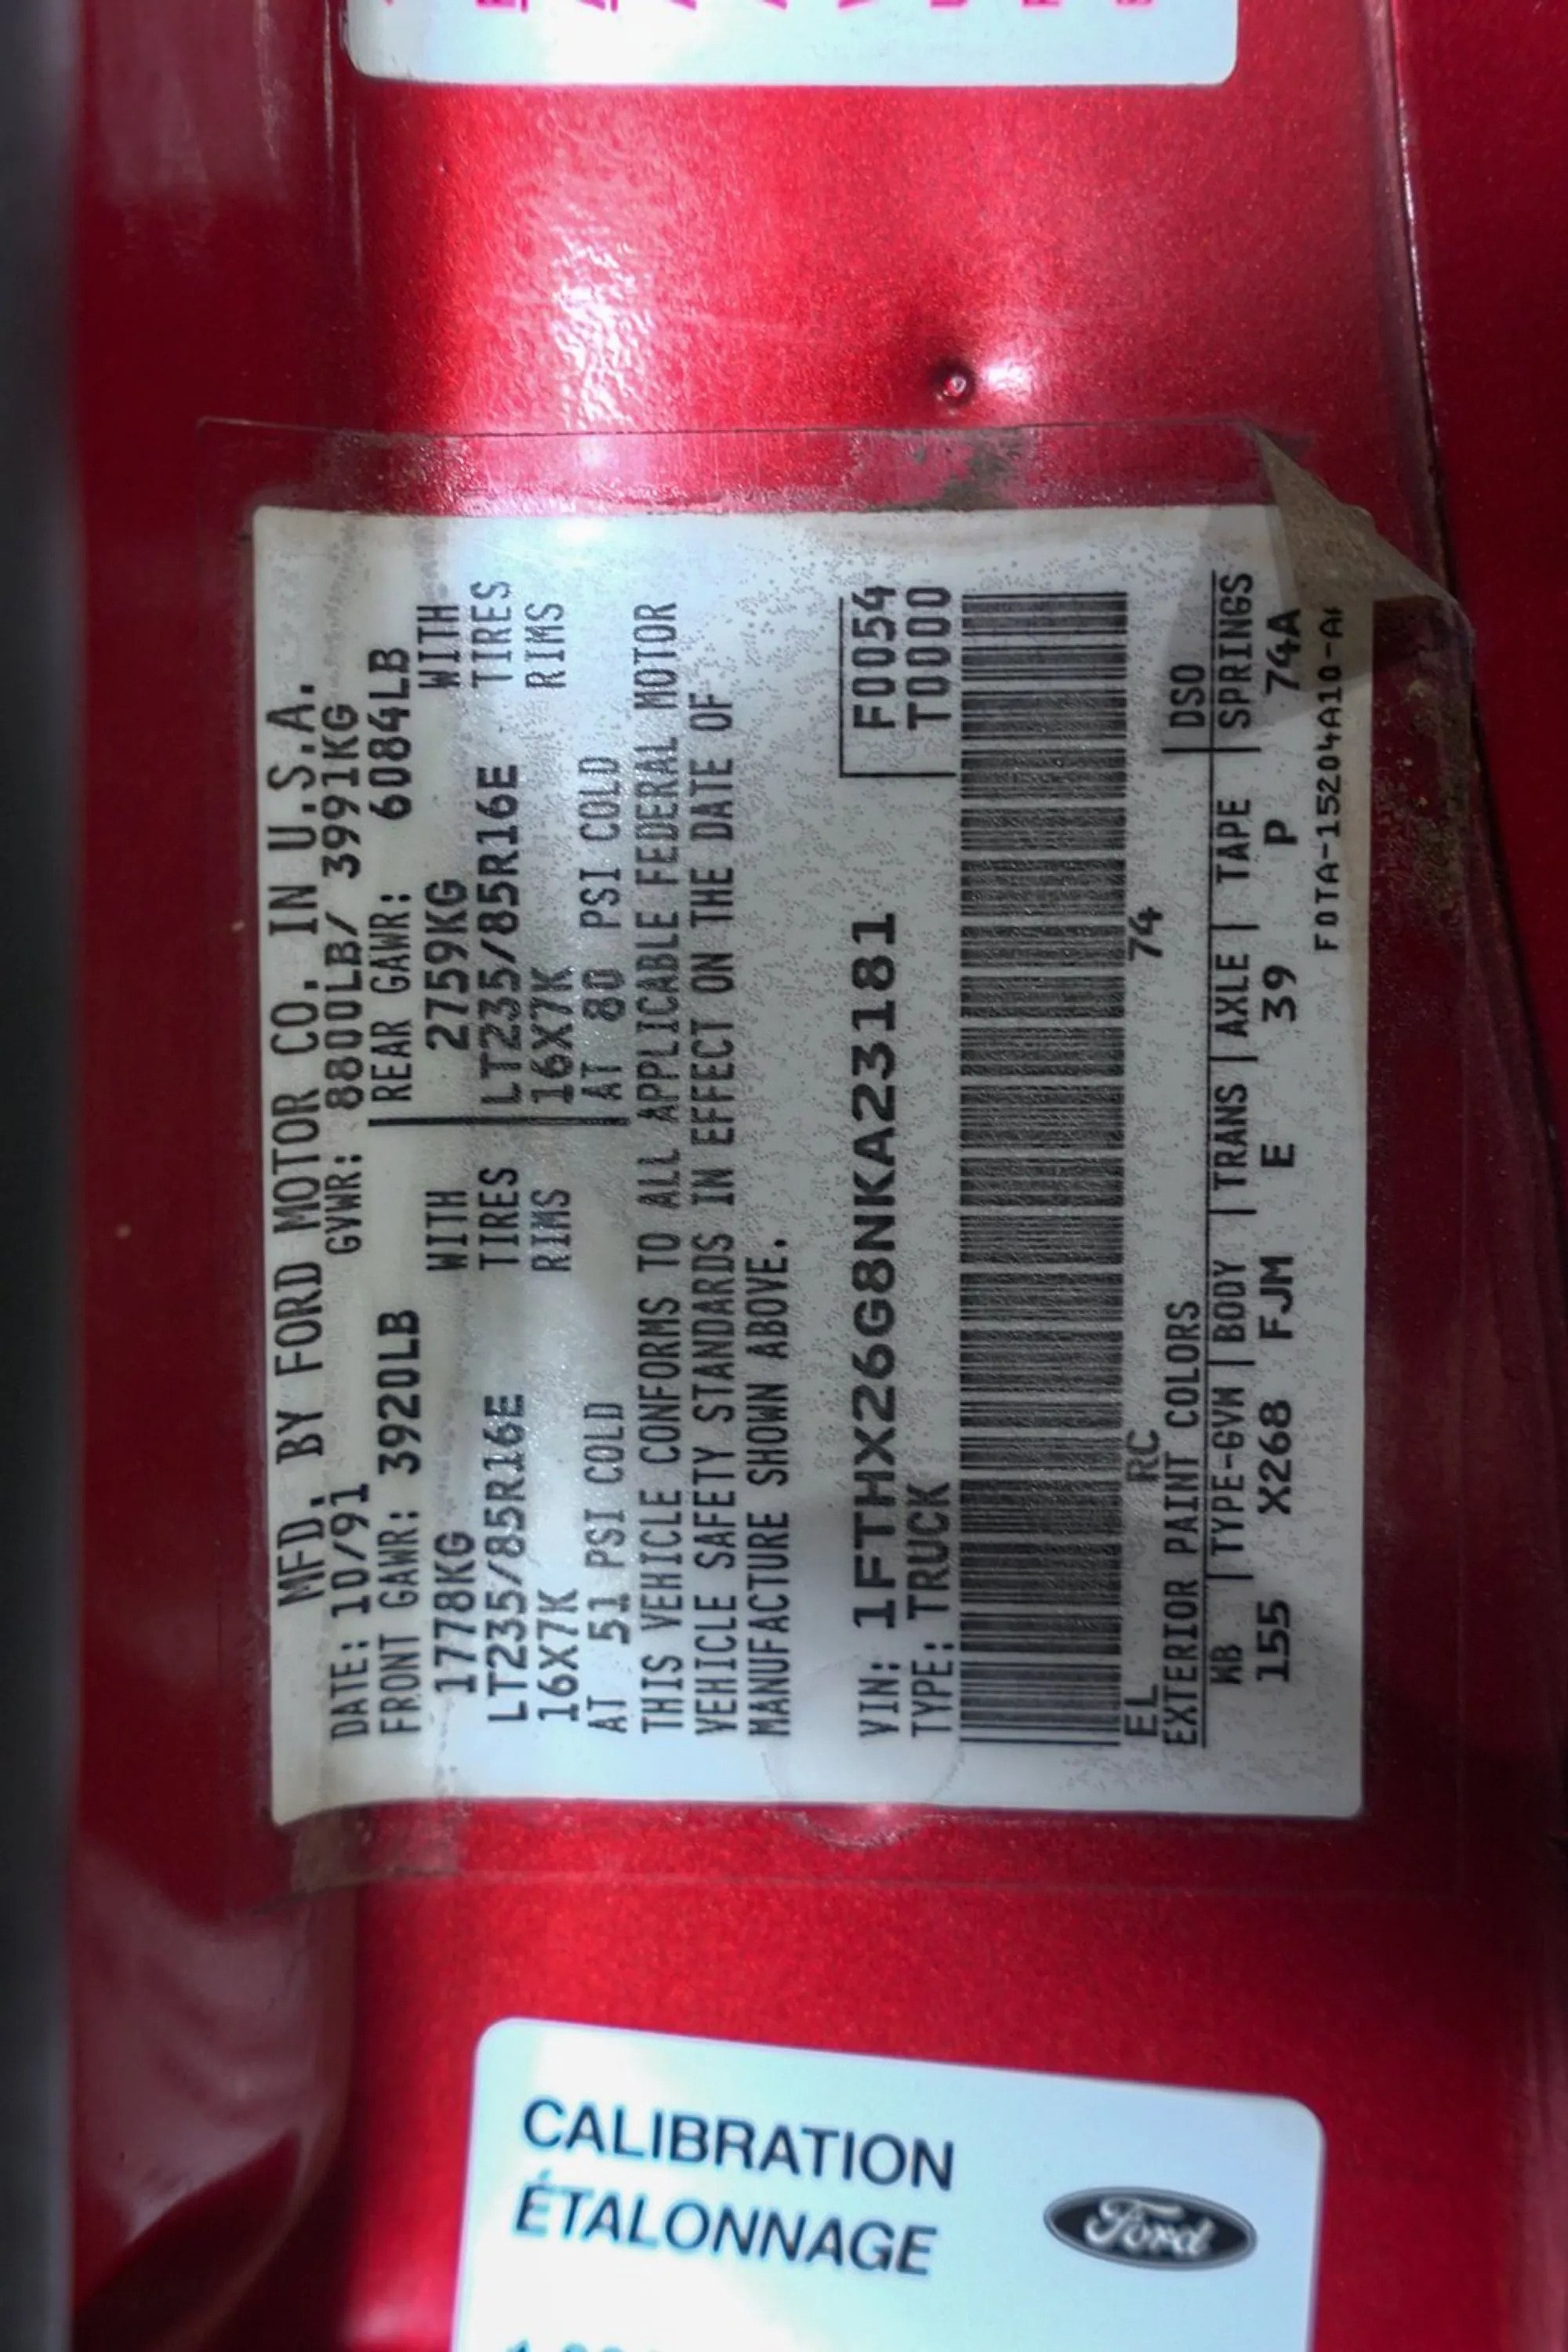 MFD. BY FORD MOTOR CO. IN U.S.A.
DATE: 10/91 GVWR: 8800LB/ 3991KG
FRONT GAWR: 3920LB REAR GAWR: 6084LB
1778KG WITH 2759KG WITH
LT235/85R16E TIRES LT235/85R16E TIRES
16X7K RIMS 16X7K RIMS
AT 51 PSI COLD AT 80 PSI COLD
THIS VEHICLE CONFORMS TO ALL APPLICABLE FEDERAL MOTOR
VEHICLE SAFETY STANDARDS IN EFFECT ON THE DATE OF
MANUFACTURE SHOWN ABOVE.
VIN: 1FTHX26G8NKA23181 F0054
TYPE: TRUCK T0000
EL RC 74
EXTERIOR PAINT COLORS DSO
WB TYPE-GVM BODY TRANS AXLE TAPE SPRINGS
155 X268 FJM E 39 P 74A
CALIBRATION
ÉTALONNAGE
Ford